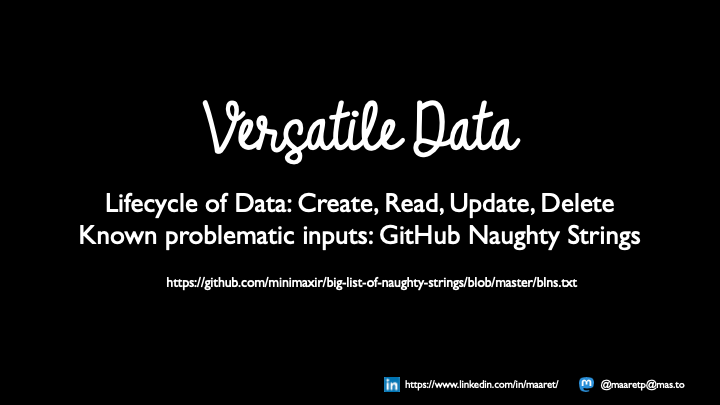 Versatile Data
Lifecycle of Data: Create, Read, Update, Delete
Known problematic inputs: GitHub Naughty Strings
https://github.com/minimaxir/big-list-of-naughty-strings/blob/master/blns.txt
in https://www.linkedin.com/in/maaret/ m @maaretp@mas.to